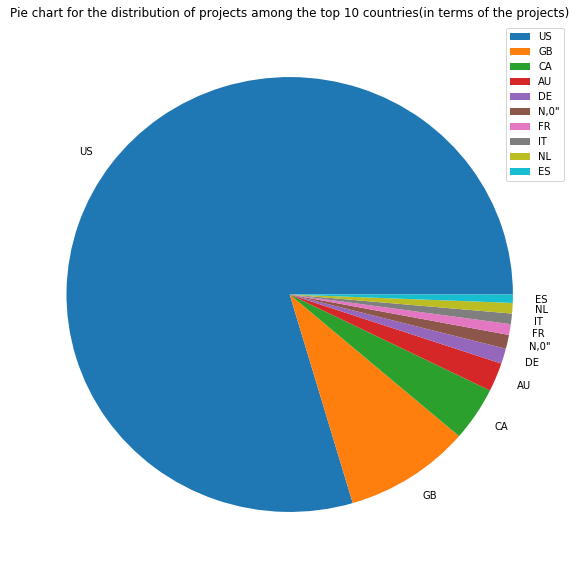 Pie chart for the distribution of projects among the top 10 countries(in terms of the projects)
US
GB
CA
AU
DE
N,0"
FR
IT
NL
ES
US
ES
NL
IT
FR
N,0"
DE
AU
CA
GB